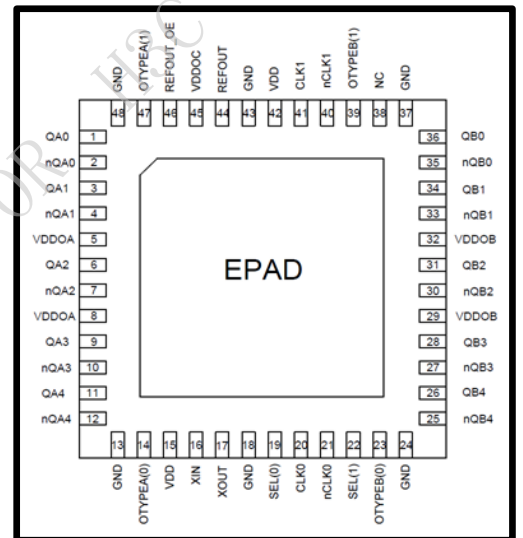 GND
OTYPEA(1)
REFOUT_OE
VDDOC
REFOUT
GND
VDD
CLK1
nCLK1
OTYPEB(1)
NC
GND
48 47 46 45 44 43 42 41 40 39 38 37
QA0 1
nQA0 2
QA1 3
nQA1 4
VDDOA 5
QA2 6
nQA2 7
VDDOA 8
QA3 9
nQA3 10
QA4 11
nQA4 12
EPAD
36 QB0
35 nQB0
34 QB1
33 nQB1
32 VDDOB
31 QB2
30 nQB2
29 VDDOB
28 QB3
27 nQB3
26 QB4
25 nQB4
13 14 15 16 17 18 19 20 21 22 23 24
GND
OTYPEA(0)
VDD
XIN
XOUT
GND
SEL(0)
CLK0
nCLK0
SEL(1)
OTYPEB(0)
GND
OR H3C